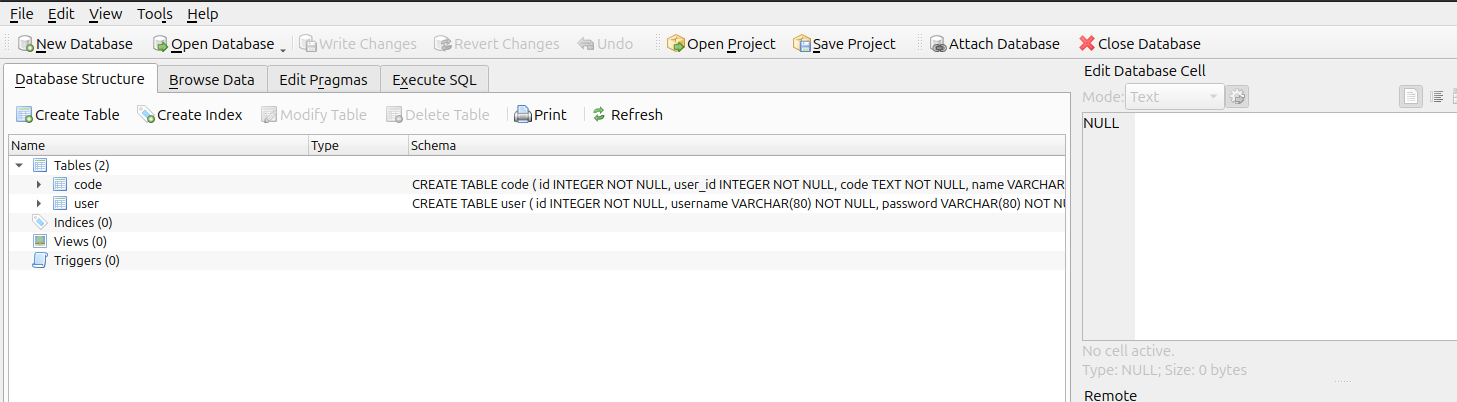 File Edit View Tools Help
New Database Open Database Write Changes Revert Changes Undo Open Project Save Project Attach Database Close Database
Database Structure Browse Data Edit Pragmas Execute SQL
Create Table Create Index Modify Table Delete Table Print Refresh
Name Type Schema
Tables (2)
code CREATE TABLE code ( id INTEGER NOT NULL, user_id INTEGER NOT NULL, code TEXT NOT NULL, name VARCHAR
user CREATE TABLE user ( id INTEGER NOT NULL, username VARCHAR(80) NOT NULL, password VARCHAR(80) NOT NU
Indices (0)
Views (0)
Triggers (0)
Edit Database Cell
Mode: Text
NULL
No cell active.
Type: NULL; Size: 0 bytes
Remote